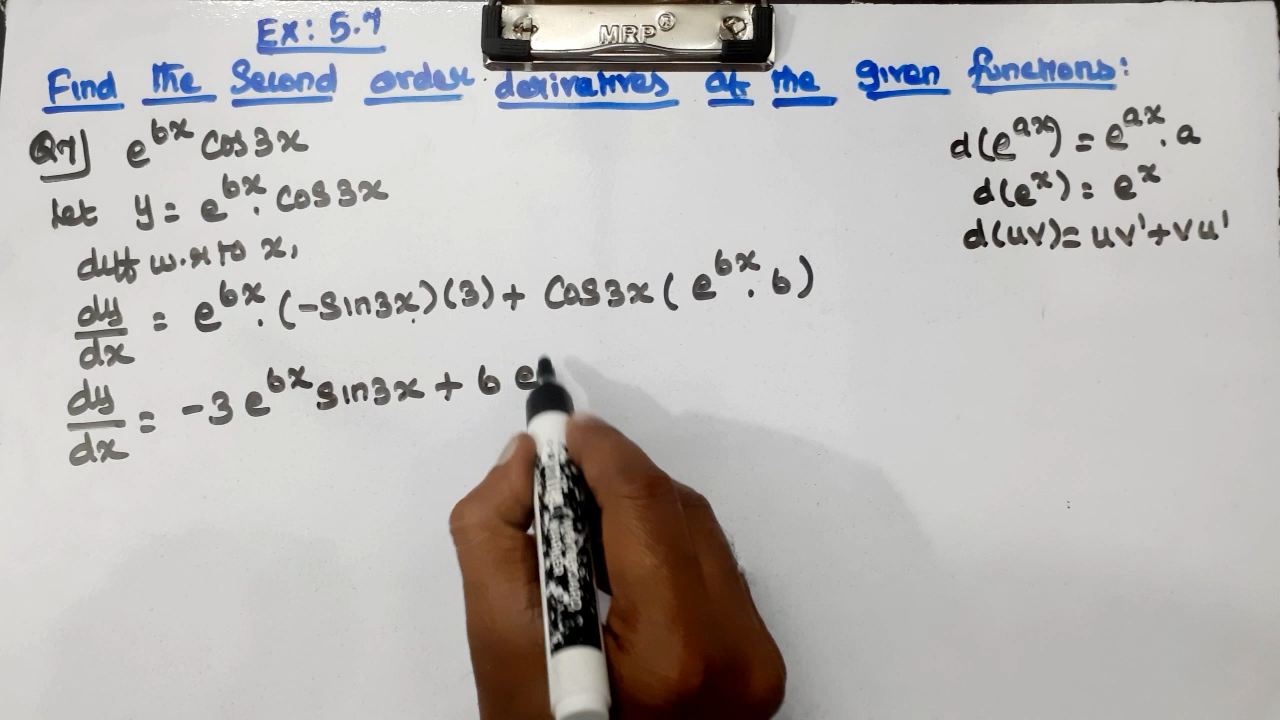 Ex: 5.7
MRP®
Find the Second order derivatives of the given functions:
Q7] e^{6x} cos3x
Let y = e^{6x}. cos3x
diff w.r to x,
dy/dx = e^{6x}. (-sin3x)(3) + cos3x ( e^{6x}. 6 )
dy/dx = -3 e^{6x} sin3x + 6 e
d(e^{ax}) = e^{ax}. a
d(e^x) = e^x
d(uv) = uv' + vu'